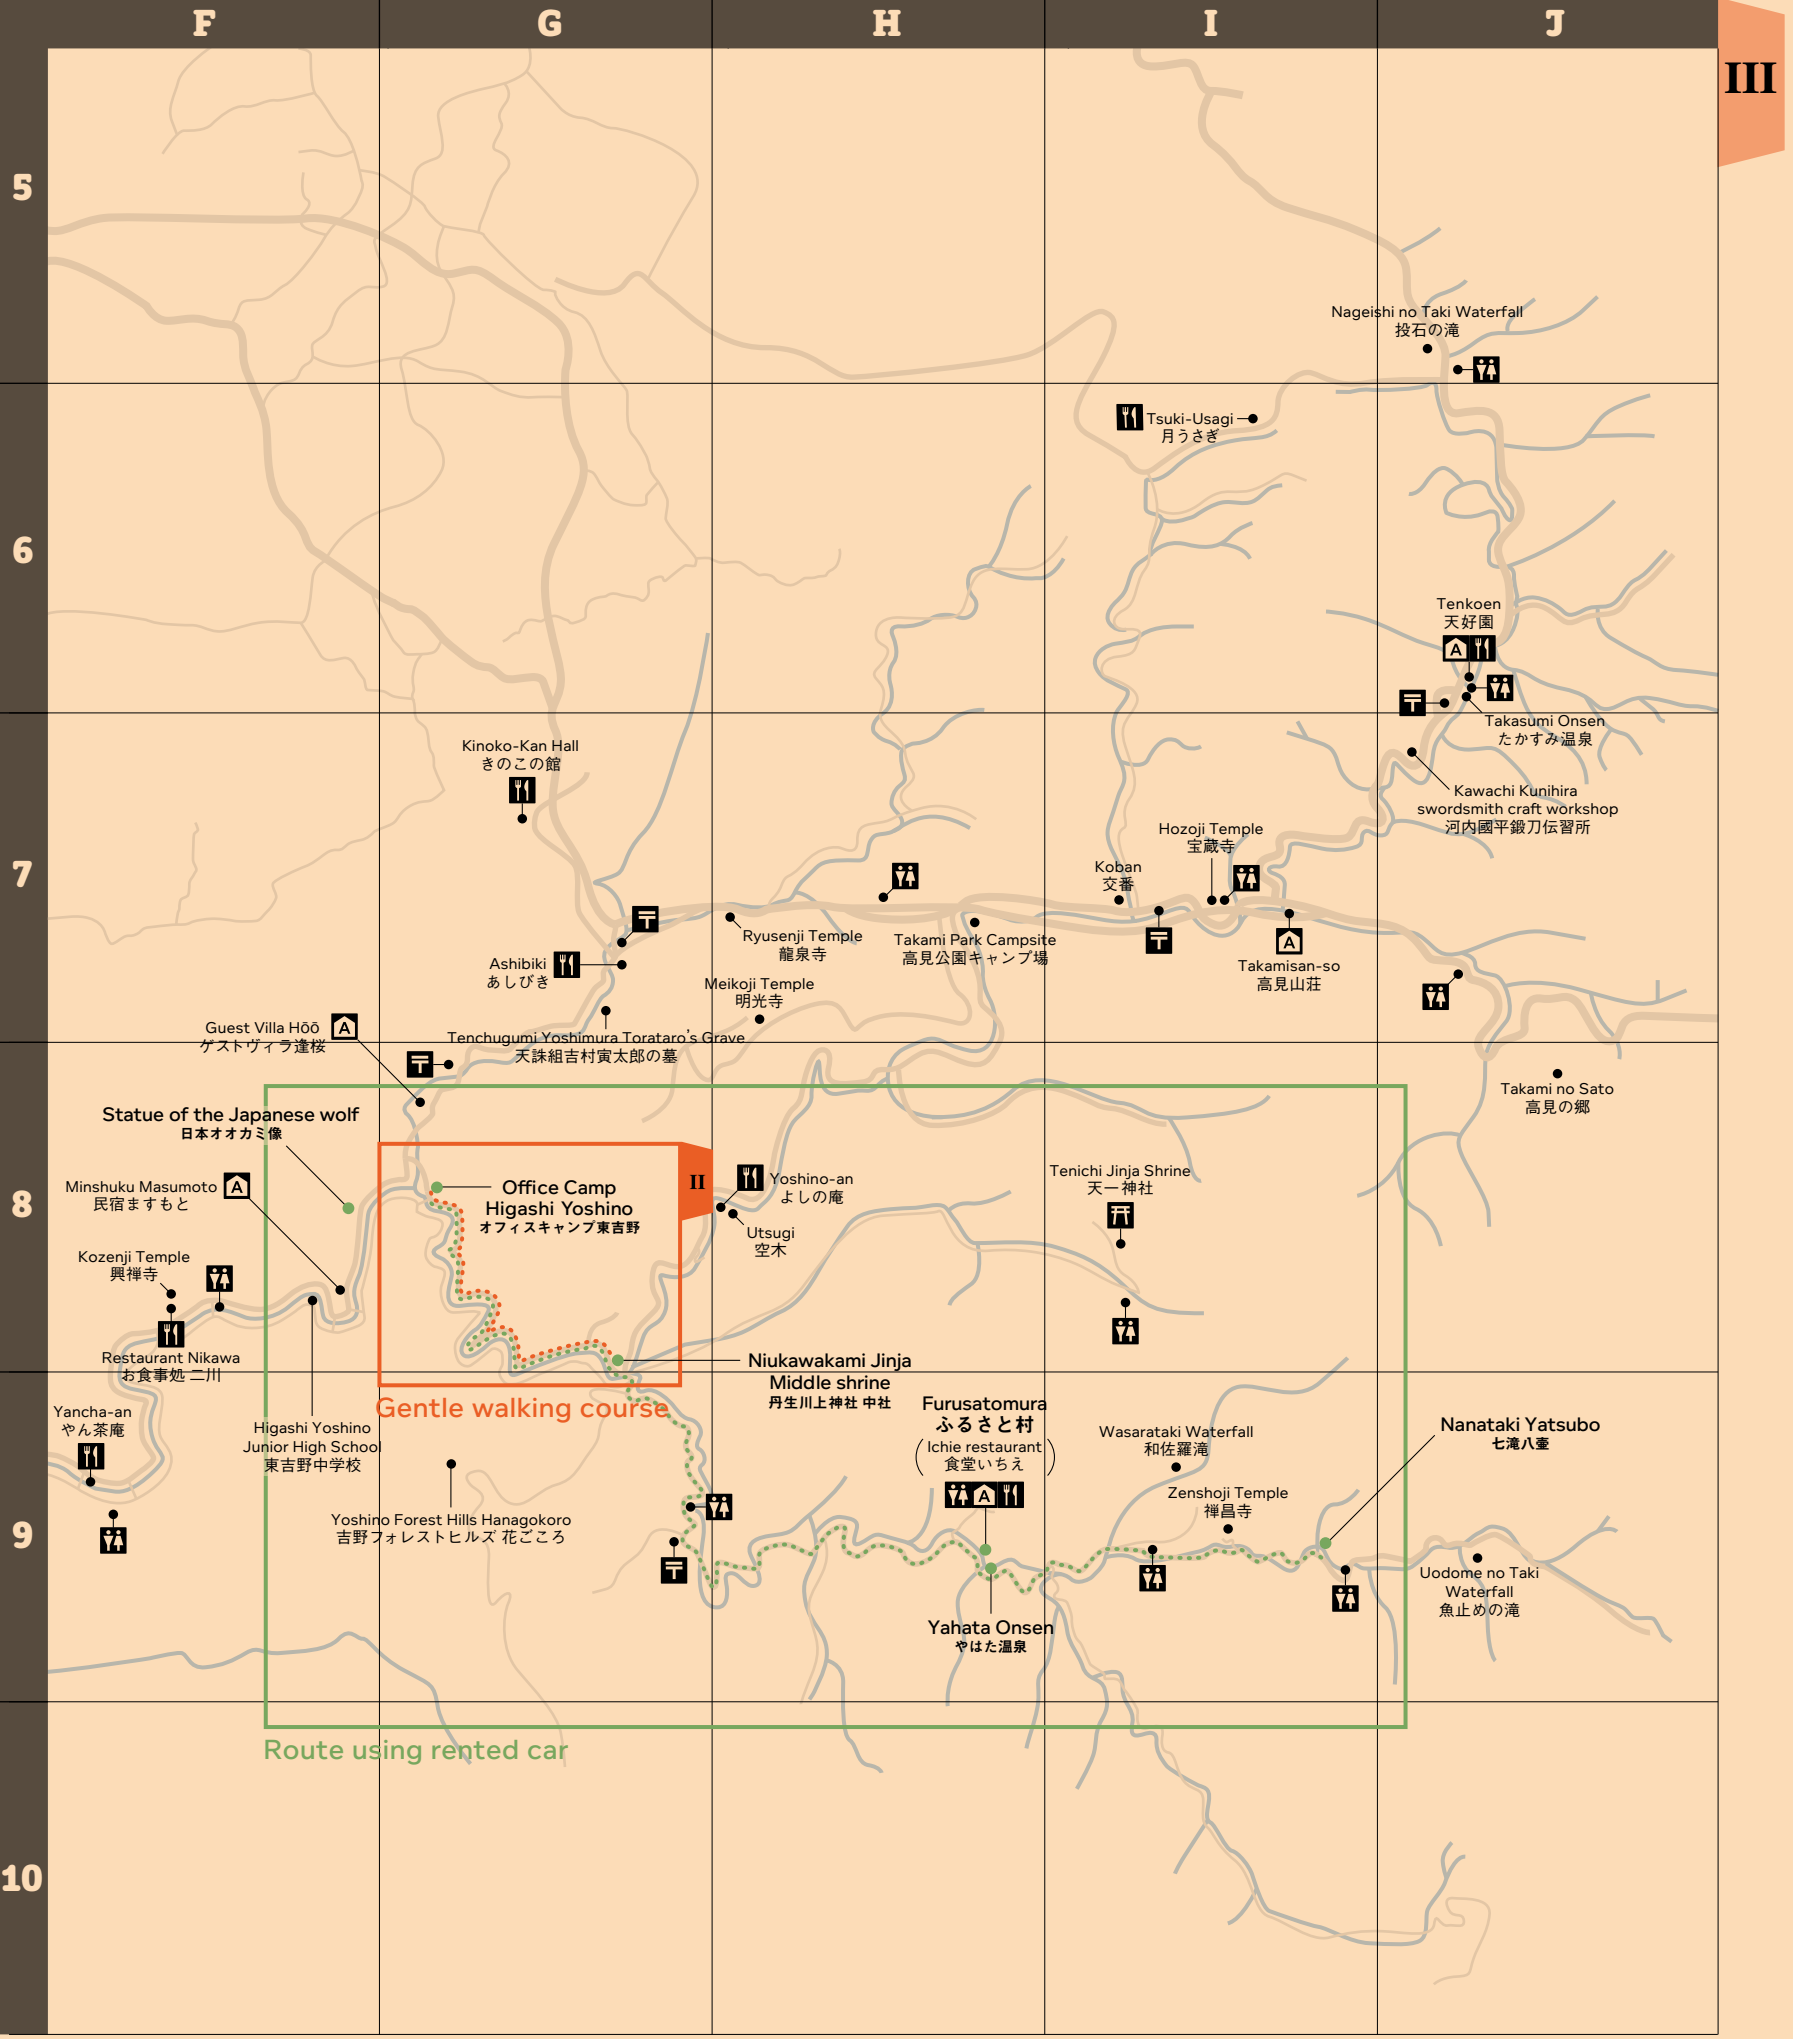 F
G
H
I
J
III
5
6
7
8
9
10
Nageishi no Taki Waterfall
投石の滝
Tsuki-Usagi
月うさぎ
Tenkoen
天好園
A
Takasumi Onsen
たかすみ温泉
Kinoko-Kan Hall
きのこの館
Kawachi Kunihira
swordsmith craft workshop
河内國平鍛刀伝習所
Hozoji Temple
宝蔵寺
Koban
交番
Ryusenji Temple
龍泉寺
Takami Park Campsite
高見公園キャンプ場
A
Takamisan-so
高見山荘
Ashibiki
あしびき
Meikoji Temple
明光寺
Guest Villa Hōō
ゲストヴィラ逢桜
A
Tenchugumi Yoshimura Torataro's Grave
天誅組吉村寅太郎の墓
Takami no Sato
高見の郷
Statue of the Japanese wolf
日本オオカミ像
Minshuku Masumoto
民宿ますもと
A
Office Camp
Higashi Yoshino
オフィスキャンプ東吉野
II
Yoshino-an
よしの庵
Utsugi
空木
Tenichi Jinja Shrine
天一神社
Kozenji Temple
興禅寺
Restaurant Nikawa
お食事処 二川
Niukawakami Jinja
Middle shrine
丹生川上神社 中社
Gentle walking course
Yancha-an
やん茶庵
Higashi Yoshino
Junior High School
東吉野中学校
Furusatomura
ふるさと村
(Ichie restaurant
食堂いちえ)
A
Wasarataki Waterfall
和佐羅滝
Nanataki Yatsubo
七滝八壷
Zenshoji Temple
禅昌寺
Yoshino Forest Hills Hanagokoro
吉野フォレストヒルズ 花ごころ
Uodome no Taki
Waterfall
魚止めの滝
Yahata Onsen
やはた温泉
Route using rented car